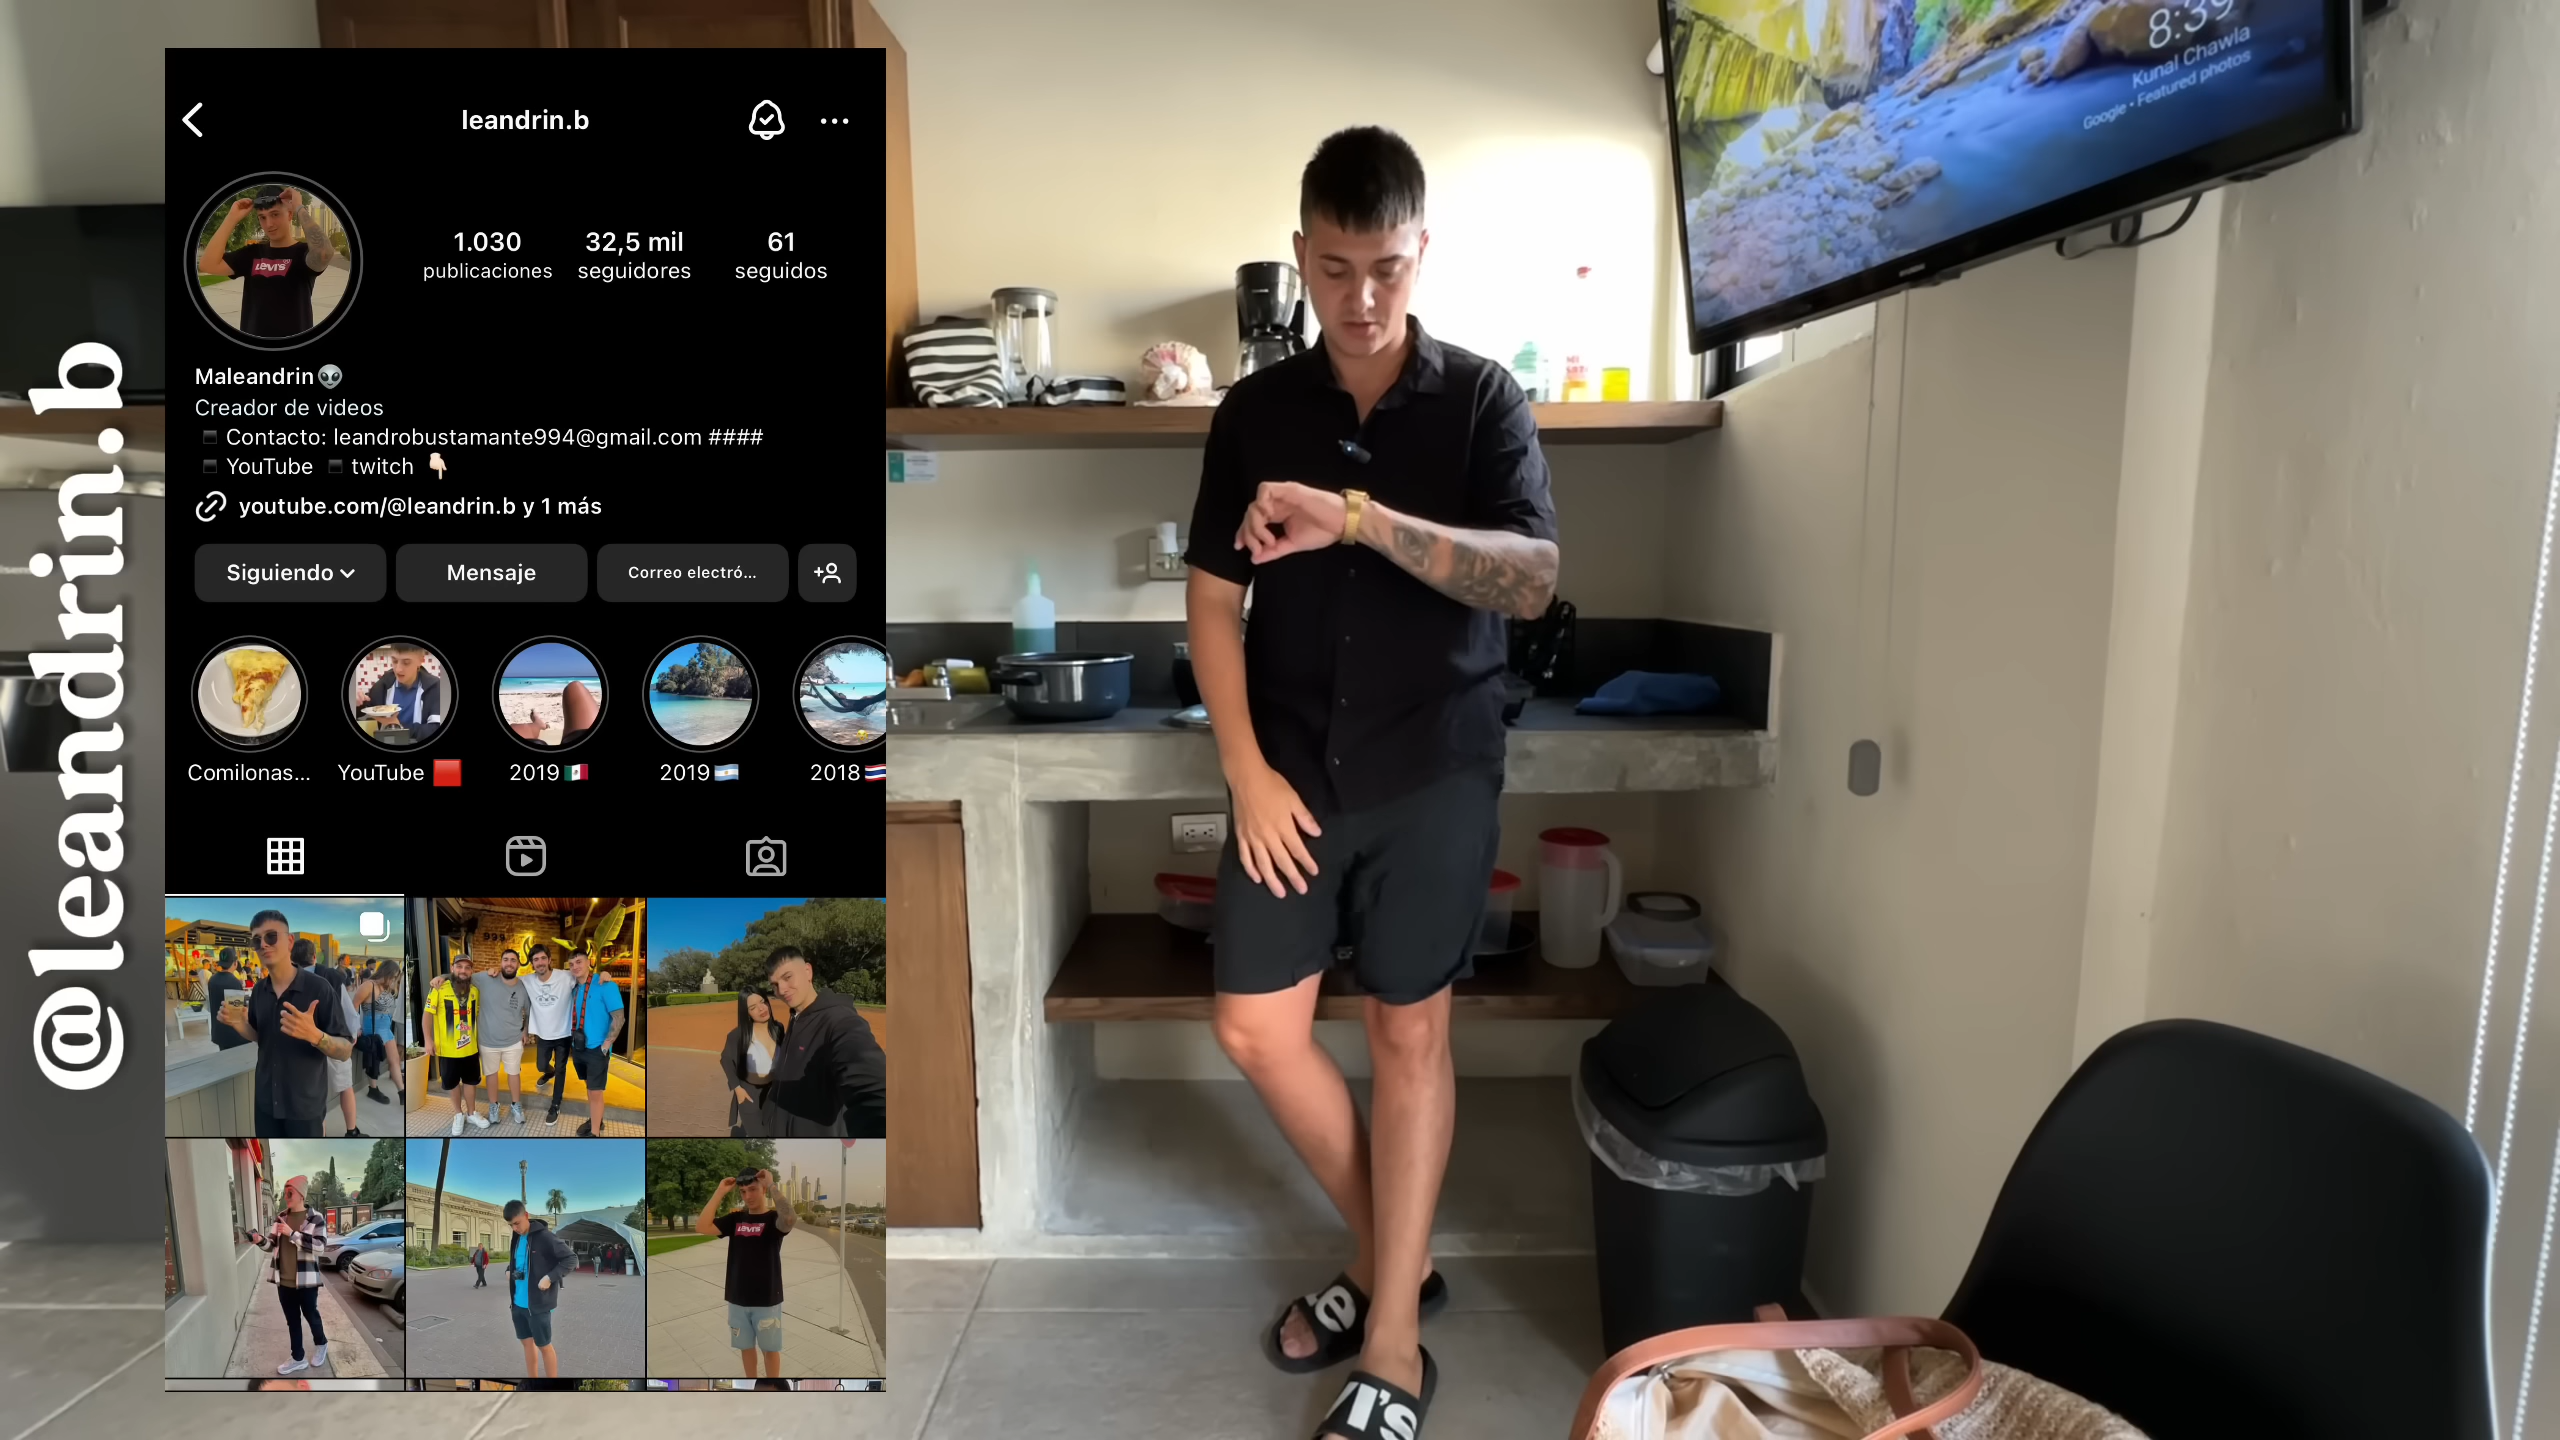 @leandrin.b
leandrin.b
1.030
publicaciones
32,5 mil
seguidores
61
seguidos
Maleandrin👽
Creador de videos
◾ Contacto: leandrobustamante994@gmail.com ####
◾ YouTube ◾ twitch 👇🏻
youtube.com/@leandrin.b y 1 más
Siguiendo
Mensaje
Correo electró...
Comilonas...
YouTube 🟥
2019🇲🇽
2019🇦🇷
2018🇹🇭
LEVI'S
LEVI'S
8:39
Kunal Chawla
Google • Featured photos